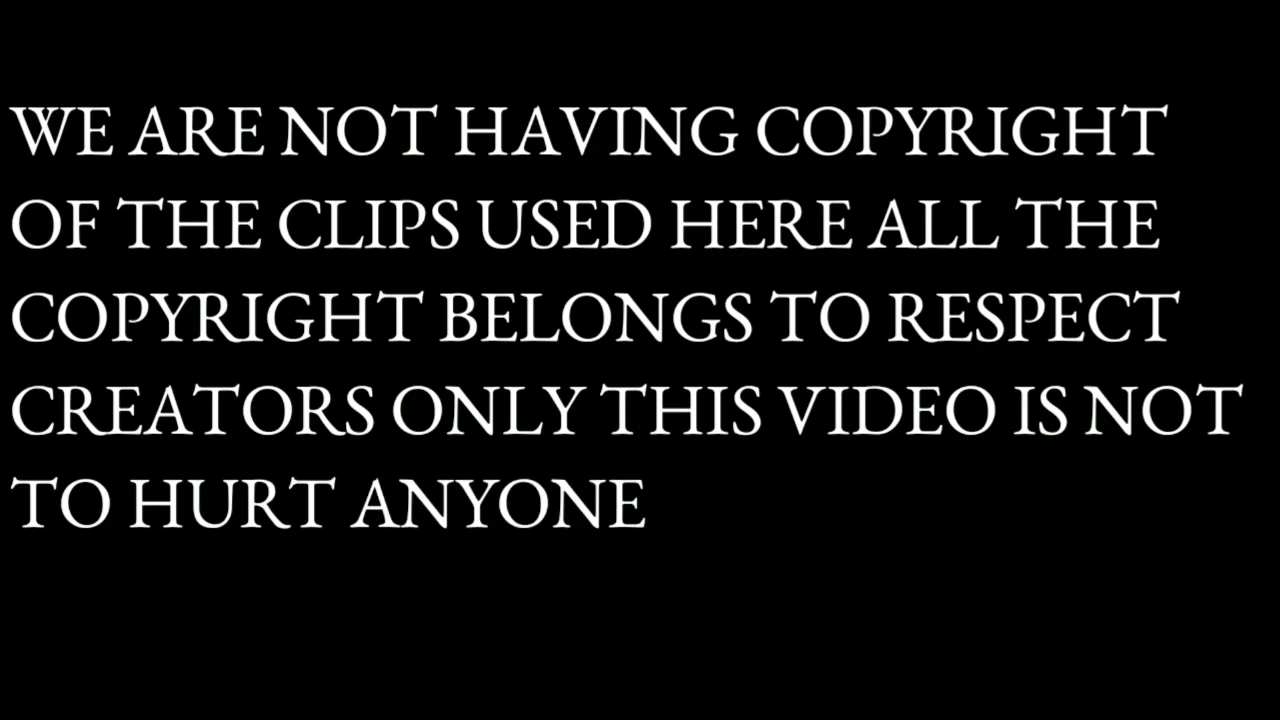 WE ARE NOT HAVING COPYRIGHT
OF THE CLIPS USED HERE ALL THE
COPYRIGHT BELONGS TO RESPECT
CREATORS ONLY THIS VIDEO IS NOT
TO HURT ANYONE